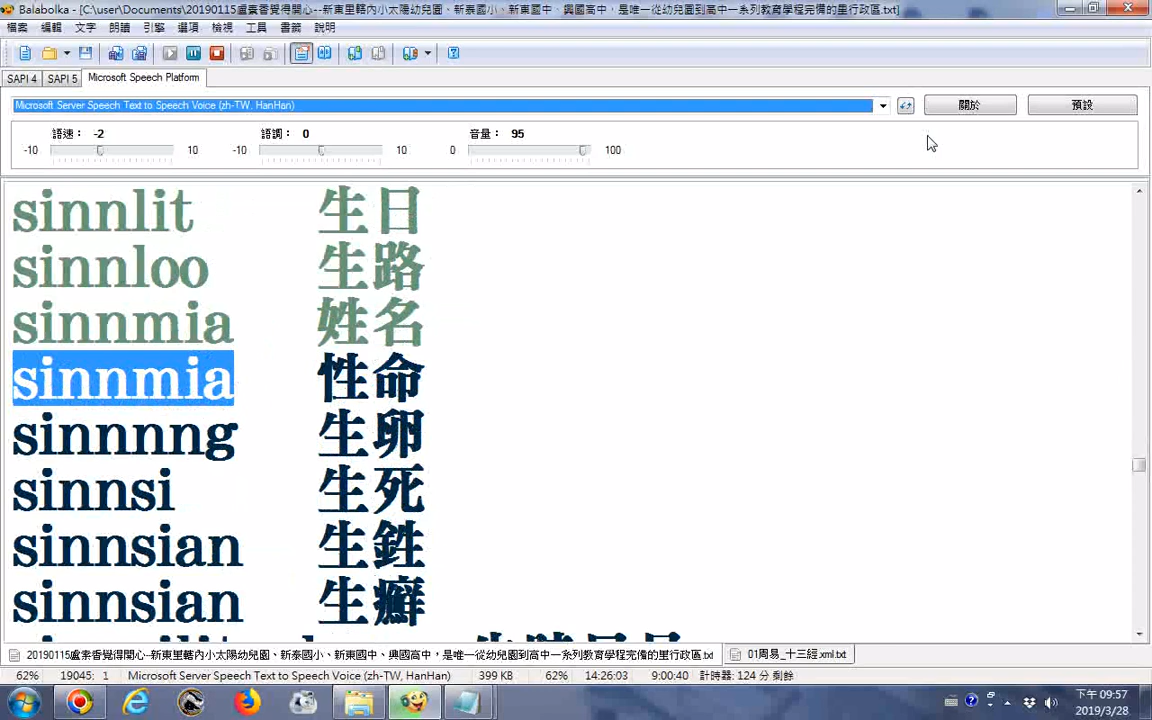 Balabolka - [C:\user\Documents\20190115盧素香覺得開心--新東里轄內小太陽幼兒園、新泰國小、新東國中、興國高中，是唯一從幼兒園到高中一系列教育學程完備的里行政區.txt]
檔案 編輯 文字 朗讀 引擎 選項 檢視 工具 書籤 說明
SAPI 4 SAPI 5 Microsoft Speech Platform
Microsoft Server Speech Text to Speech Voice (zh-TW, HanHan) 關於 預設
語速： -2 語調： 0 音量： 95
-10 10 -10 10 0 100
sinnlit 生日
sinnloo 生路
sinnmia 姓名
sinnmia 性命
sinnnng 生卵
sinnsi 生死
sinnsian 生鉎
sinnsian 生癬
20190115盧素香覺得開心--新東里轄內小太陽幼兒園、新泰國小、新東國中、興國高中，是唯一從幼兒園到高中一系列教育學程完備的里行政區.txt 01周易_十三經.xml.txt
62% 19045: 1 Microsoft Server Speech Text to Speech Voice (zh-TW, HanHan) 399 KB 62% 14:26:03 9:00:40 計時器: 124 分 剩餘
下午 09:57
2019/3/28